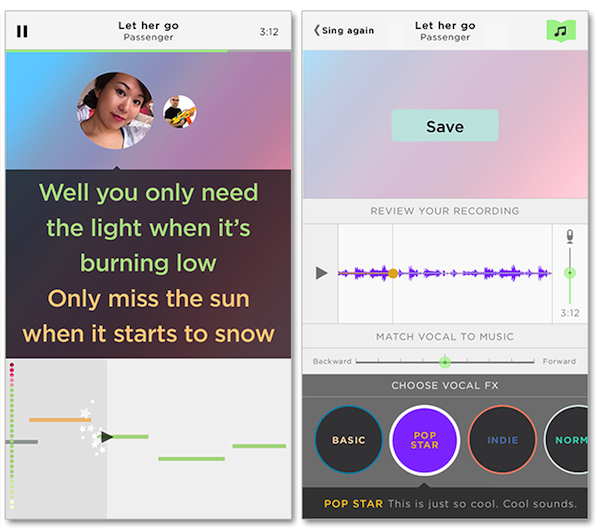 Let her go
Passenger
3:12
Well you only need
the light when it's
burning low
Only miss the sun
when it starts to snow
Sing again
Let her go
Passenger
Save
REVIEW YOUR RECORDING
3:12
MATCH VOCAL TO MUSIC
Backward
Forward
CHOOSE VOCAL FX
BASIC
POP
STAR
INDIE
NORM
POP STAR This is just so cool. Cool sounds.